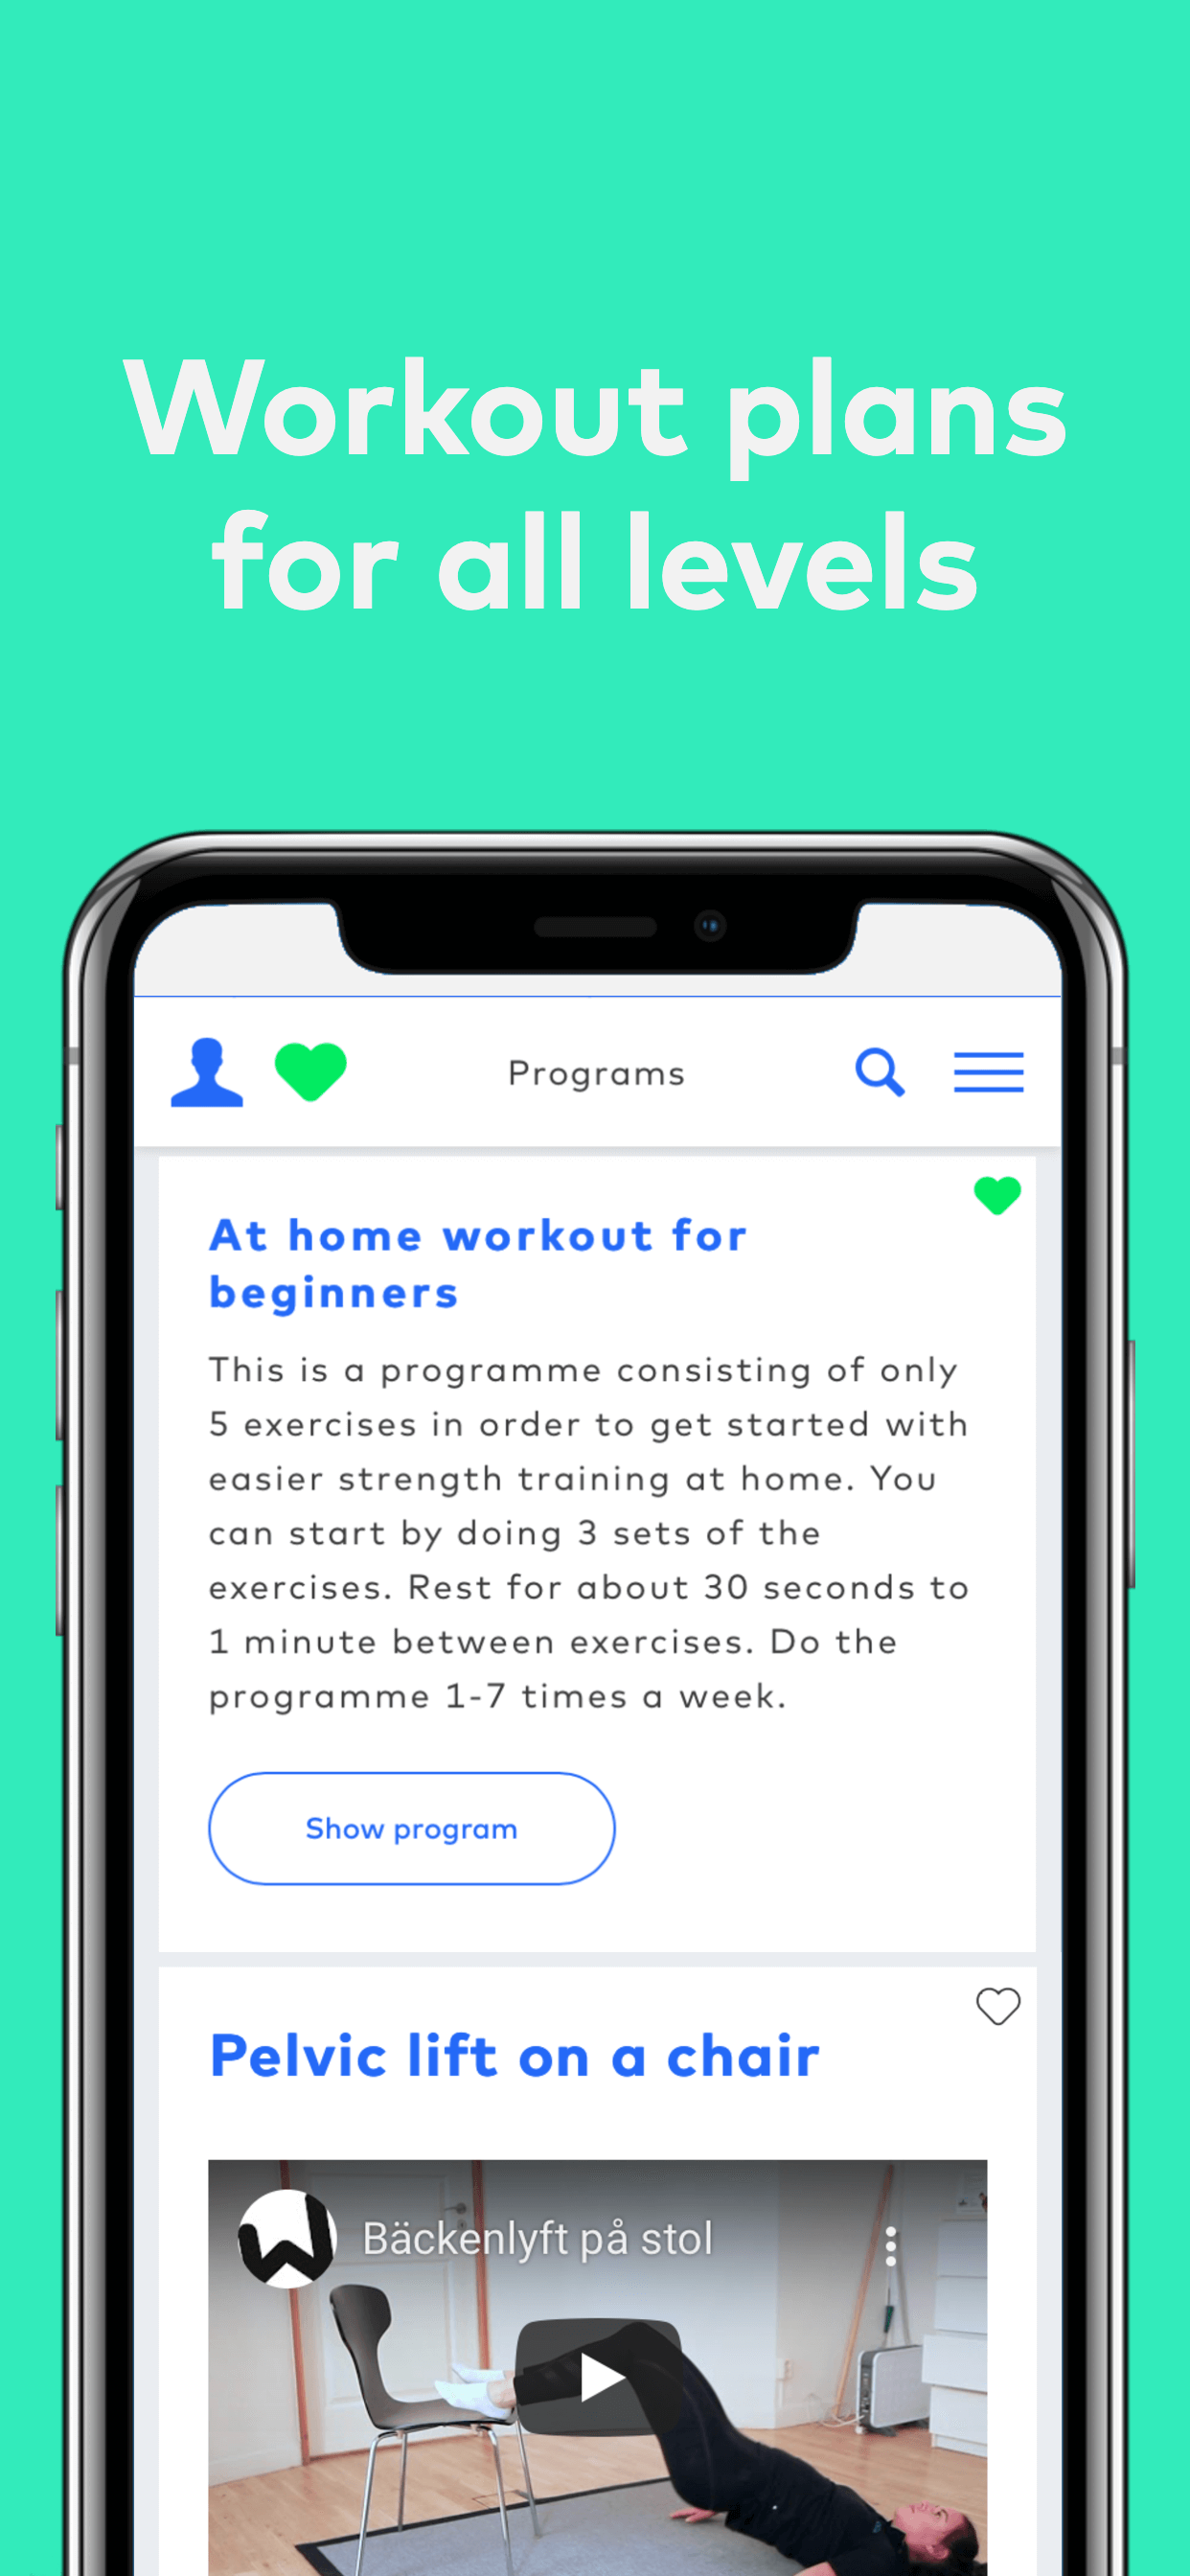 Workout plans
for all levels
Programs
At home workout for
beginners
This is a programme consisting of only
5 exercises in order to get started with
easier strength training at home. You
can start by doing 3 sets of the
exercises. Rest for about 30 seconds to
1 minute between exercises. Do the
programme 1-7 times a week.
Show program
Pelvic lift on a chair
Bäckenlyft på stol